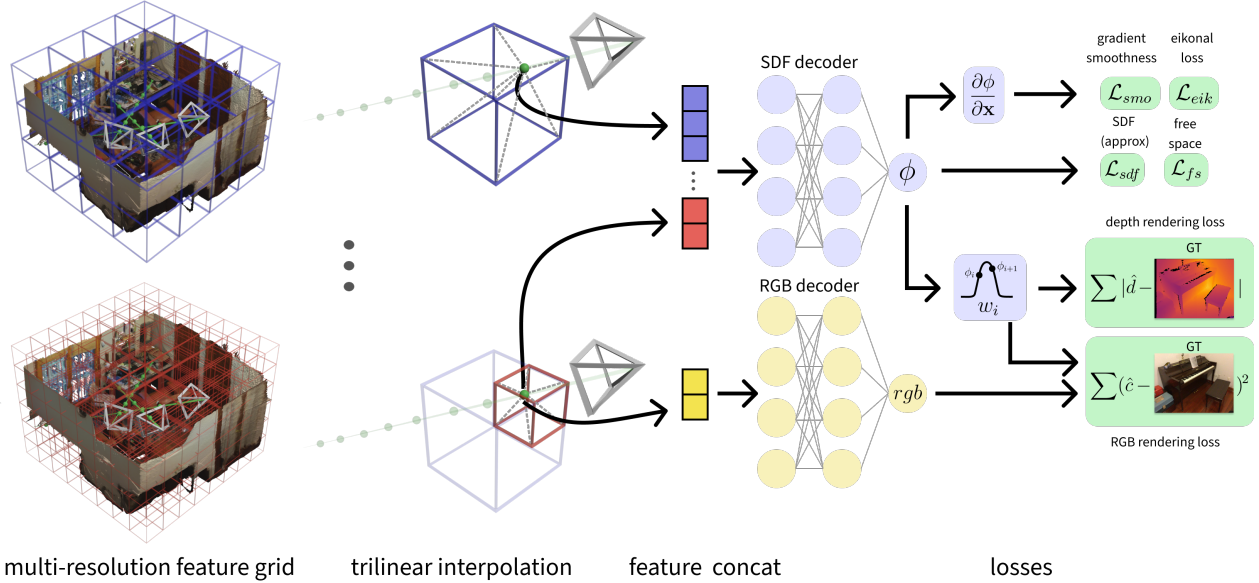 gradient
smoothness
eikonal
loss
SDF decoder
∂φ
∂x
L_smo
L_eik
SDF
(approx)
free
space
ϕ
L_sdf
L_fs
depth rendering loss
GT
RGB decoder
ϕ_i
ϕ_{i+1}
w_i
∑ |d̂ − |
GT
rgb
∑(ĉ − )²
RGB rendering loss
multi-resolution feature grid
trilinear interpolation
feature concat
losses